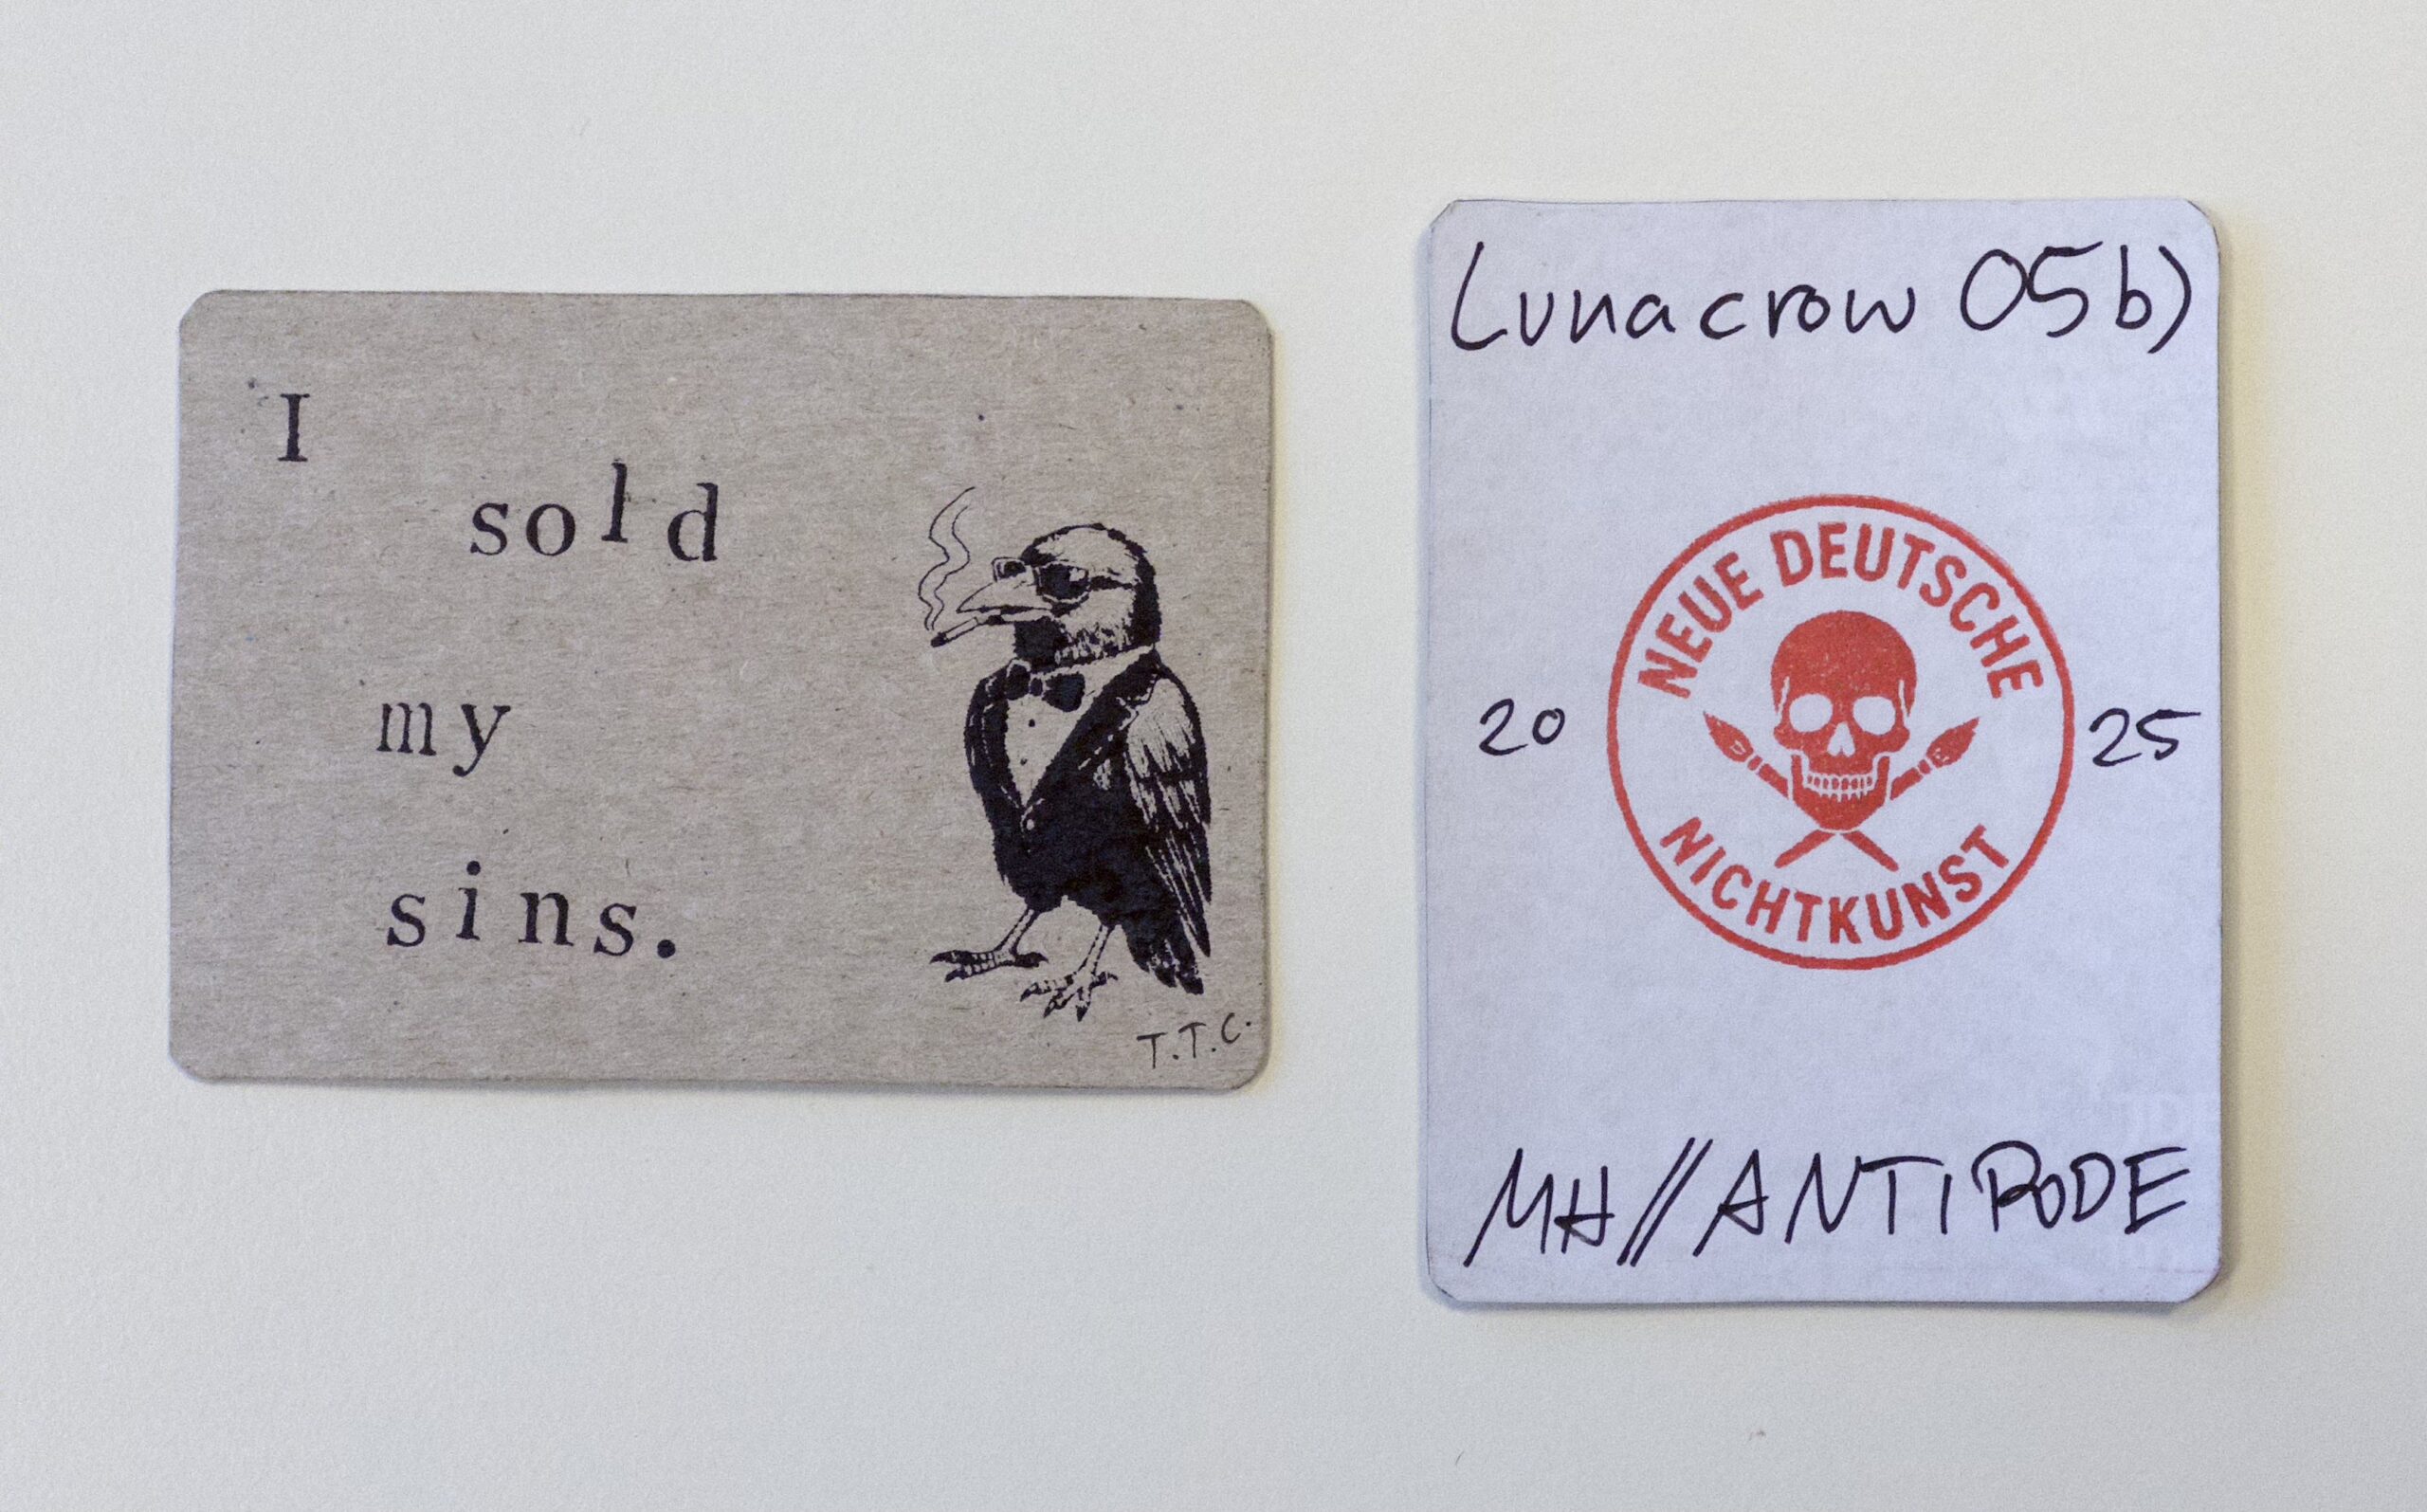 I
sold
my
sins.
T.T.C.
Lunacrow 05b)
NEUE DEUTSCHE
20
25
NICHTKUNST
MH//ANTIPODE